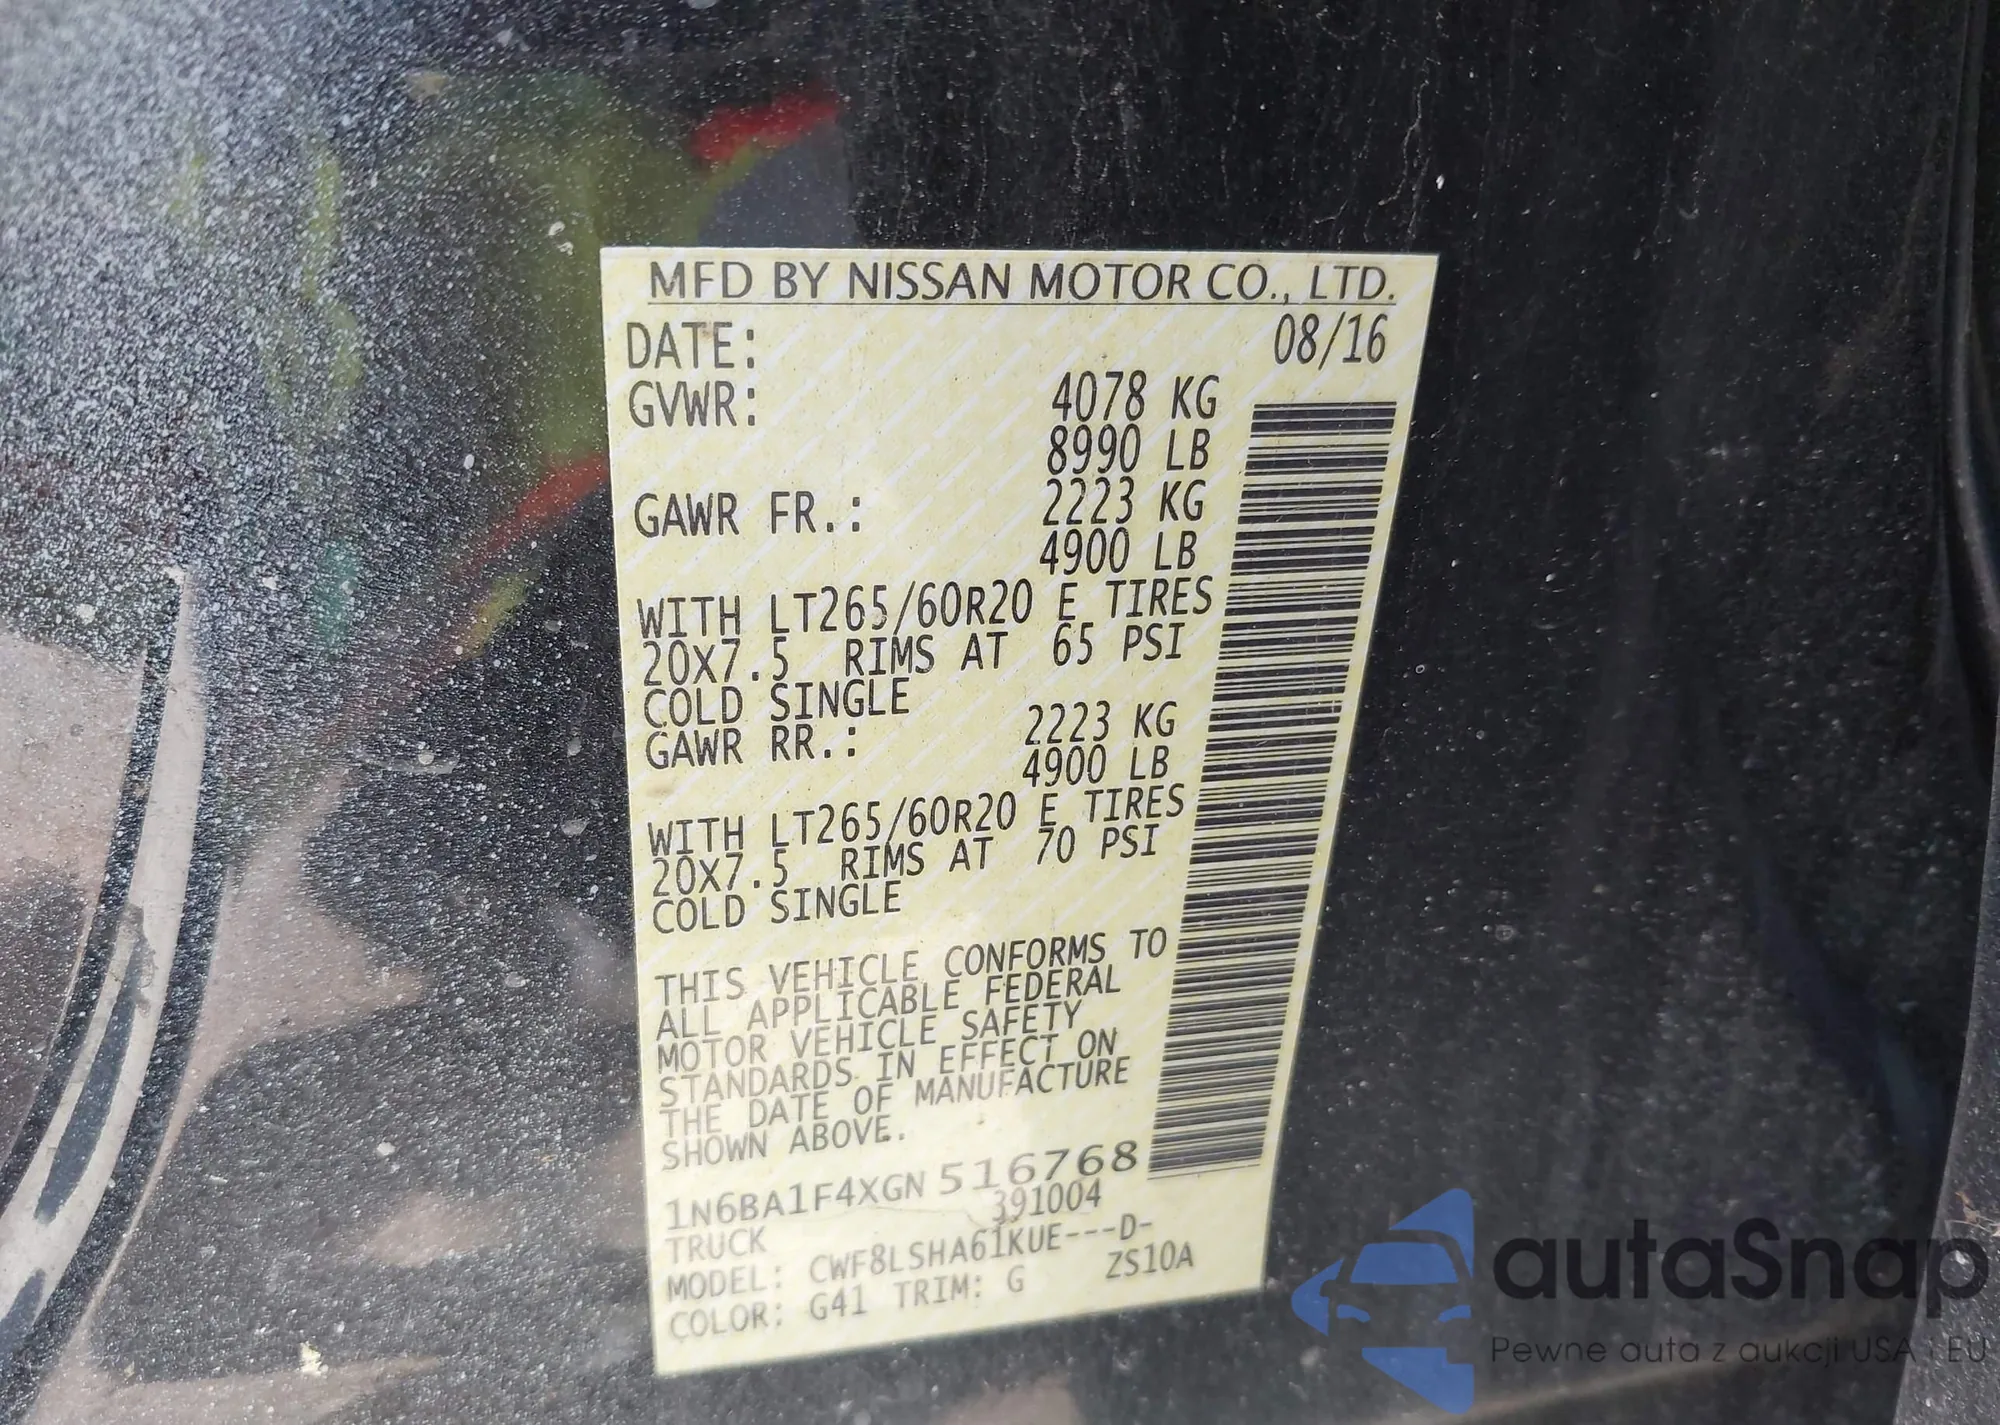 MFD BY NISSAN MOTOR CO., LTD.
DATE: 08/16
GVWR: 4078 KG
8990 LB
GAWR FR.: 2223 KG
4900 LB
WITH LT265/60R20 E TIRES
20X7.5 RIMS AT 65 PSI
COLD SINGLE
GAWR RR.: 2223 KG
4900 LB
WITH LT265/60R20 E TIRES
20X7.5 RIMS AT 70 PSI
COLD SINGLE
THIS VEHICLE CONFORMS TO
ALL APPLICABLE FEDERAL
MOTOR VEHICLE SAFETY
STANDARDS IN EFFECT ON
THE DATE OF MANUFACTURE
SHOWN ABOVE.
1N6BA1F4XGN 516768
TRUCK 391004
MODEL: CWF8LSHA61KUE---D-
COLOR: G41 TRIM: G ZS10A
autaSnap
Pewne auta z aukcji USA i EU